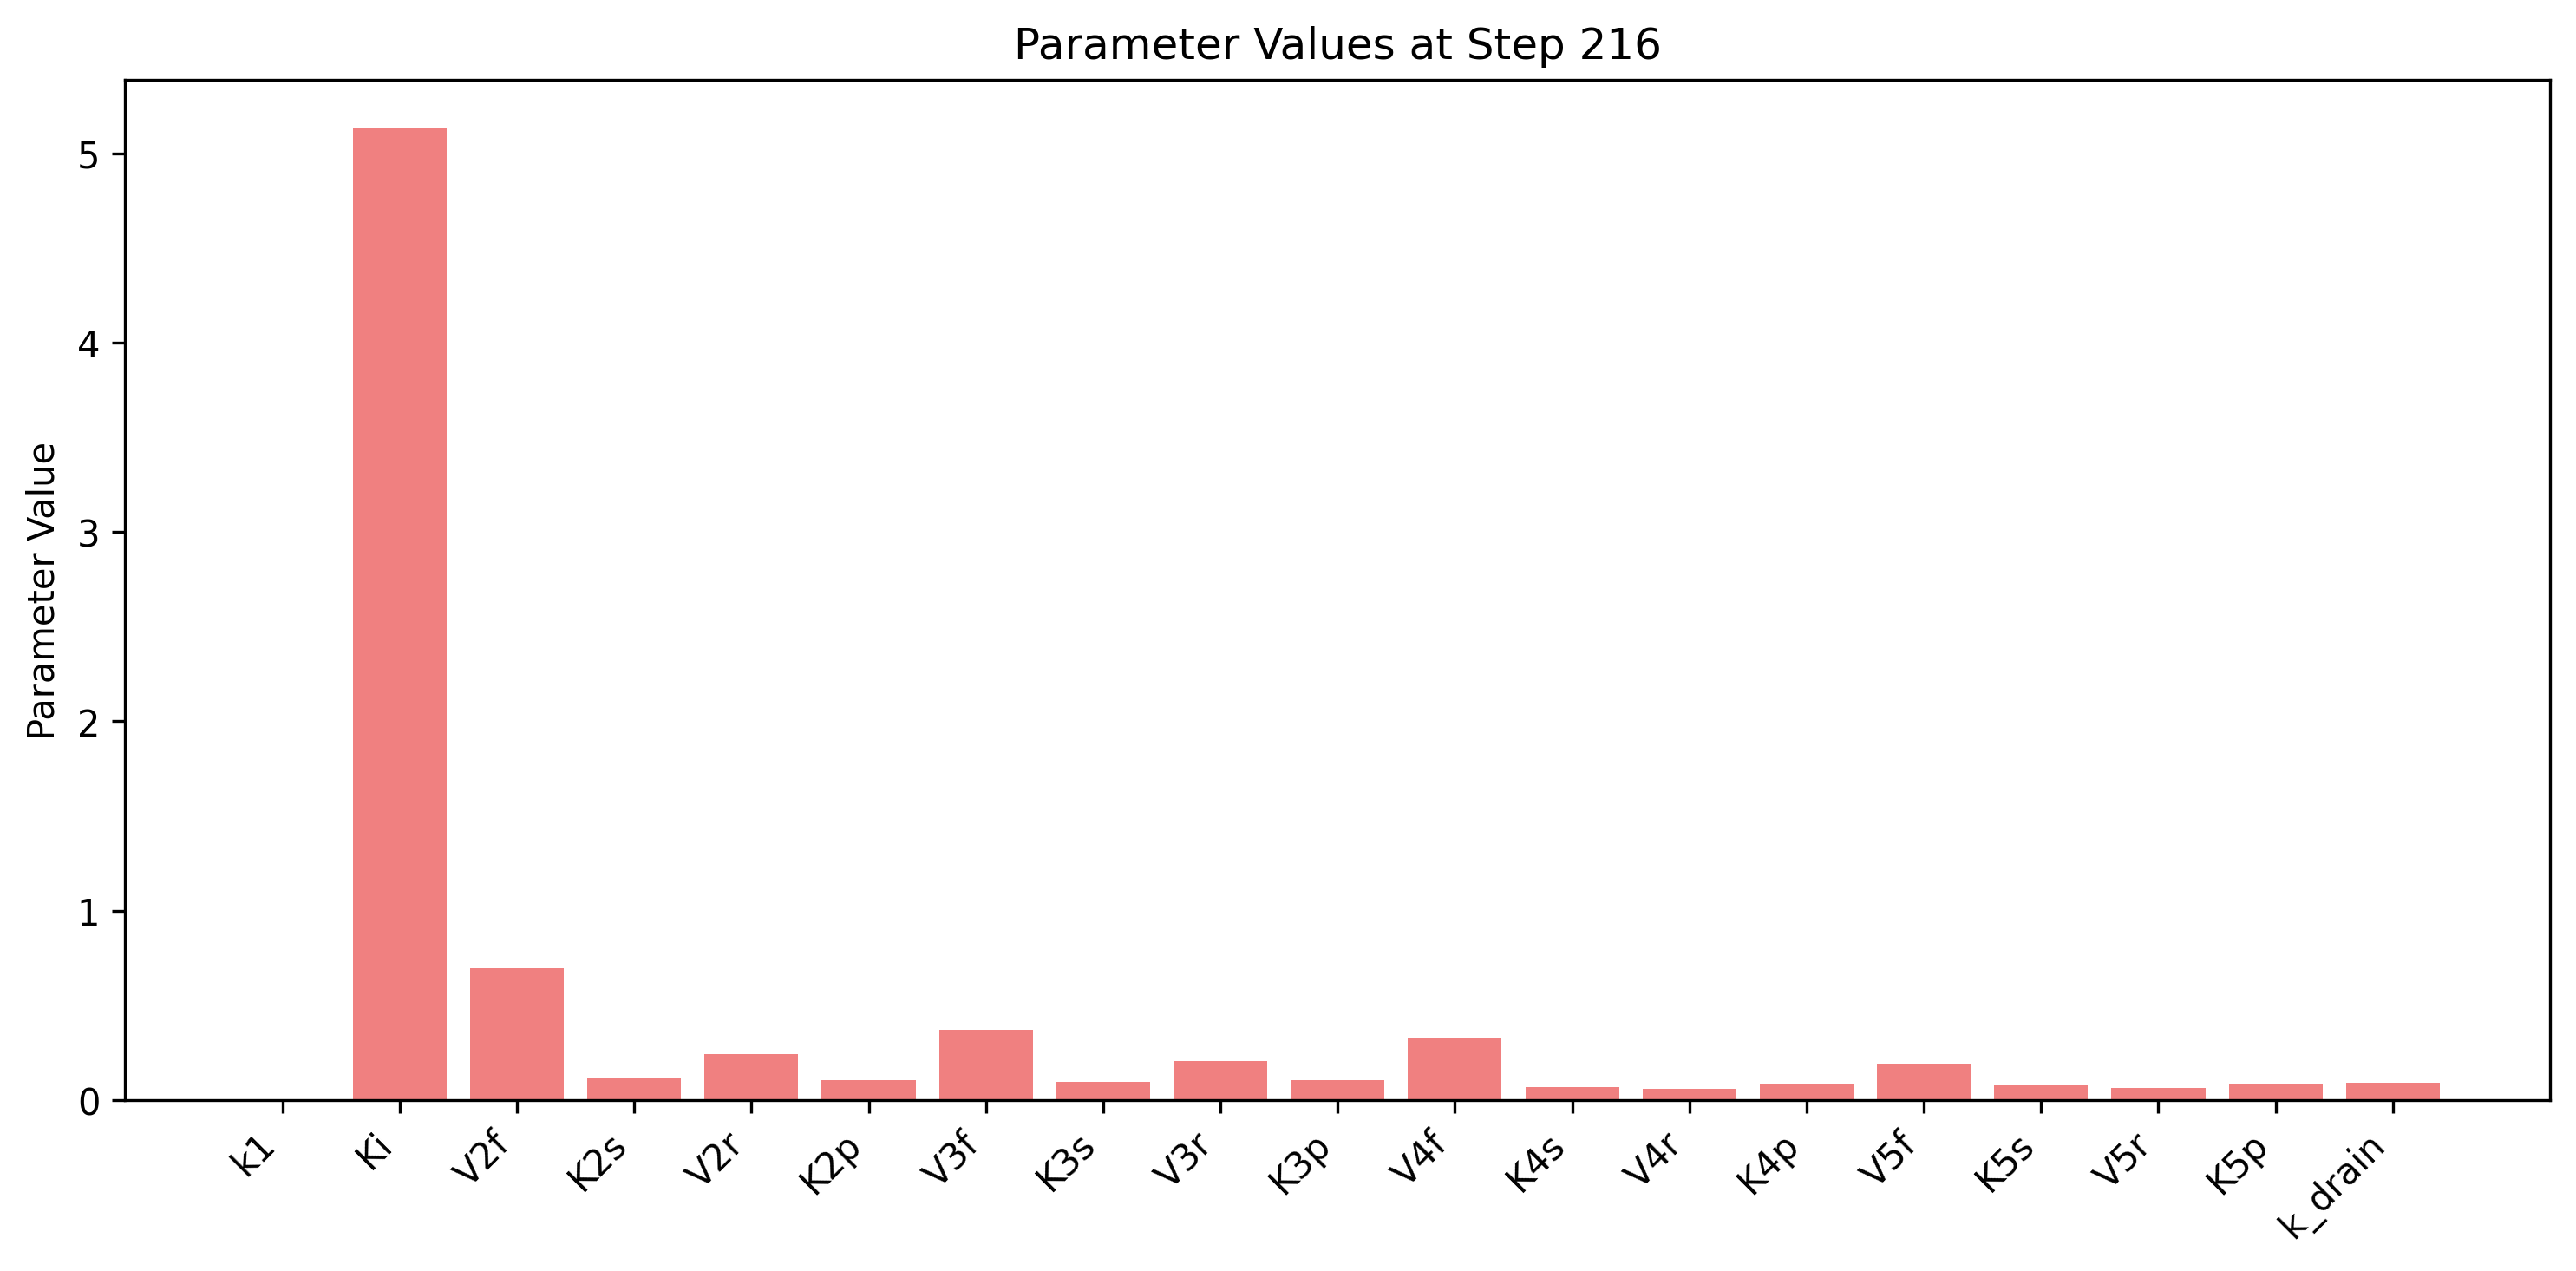 Parameter Values at Step 216
Parameter Value
5
4
3
2
1
0
k1
Ki
V2f
K2s
V2r
K2p
V3f
K3s
V3r
K3p
V4f
K4s
V4r
K4p
V5f
K5s
V5r
K5p
k_drain